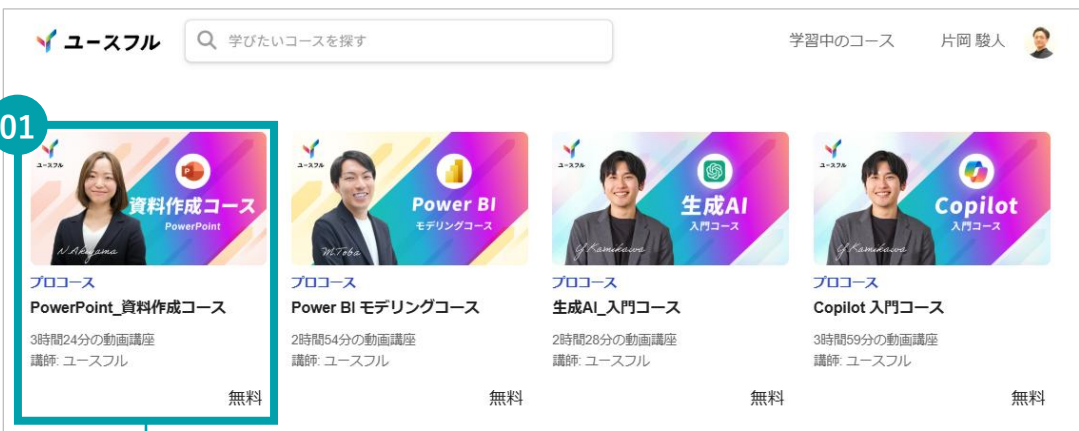 ユースフル
学びたいコースを探す
学習中のコース
片岡 駿人
01
ユースフル
資料作成コース
PowerPoint
N.Akiyama
プロコース
PowerPoint_資料作成コース
3時間24分の動画講座
講師: ユースフル
無料
ユースフル
Power BI
モデリングコース
M.Toba
プロコース
Power BI モデリングコース
2時間54分の動画講座
講師: ユースフル
無料
ユースフル
生成AI
入門コース
Y.Kamikawa
プロコース
生成AI_入門コース
2時間28分の動画講座
講師: ユースフル
無料
ユースフル
Copilot
入門コース
Y.Kamikawa
プロコース
Copilot 入門コース
3時間59分の動画講座
講師: ユースフル
無料